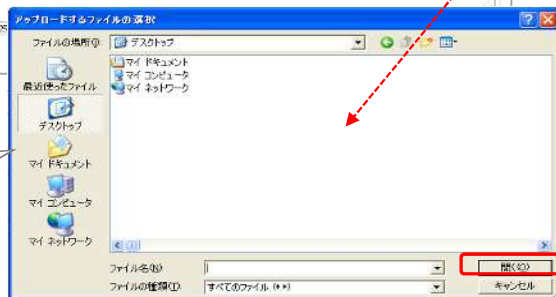 アップロードするファイルの選択
ファイルの場所(I):
デスクトップ
最近使ったファイル
デスクトップ
マイ ドキュメント
マイ コンピュータ
マイ ネットワーク
マイ ドキュメント
マイ コンピュータ
マイ ネットワーク
ファイル名(N):
開く(O)
ファイルの種類(T):
すべてのファイル (*.*)
キャンセル